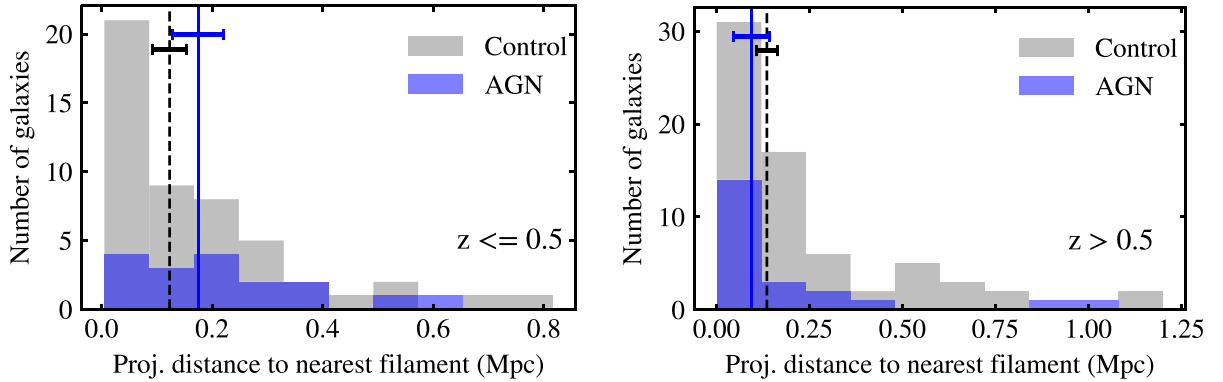 Number of galaxies
20
15
10
5
0
Control
AGN
z <= 0.5
0.0 0.2 0.4 0.6 0.8
Proj. distance to nearest filament (Mpc)
Number of galaxies
30
20
10
0
Control
AGN
z > 0.5
0.00 0.25 0.50 0.75 1.00 1.25
Proj. distance to nearest filament (Mpc)